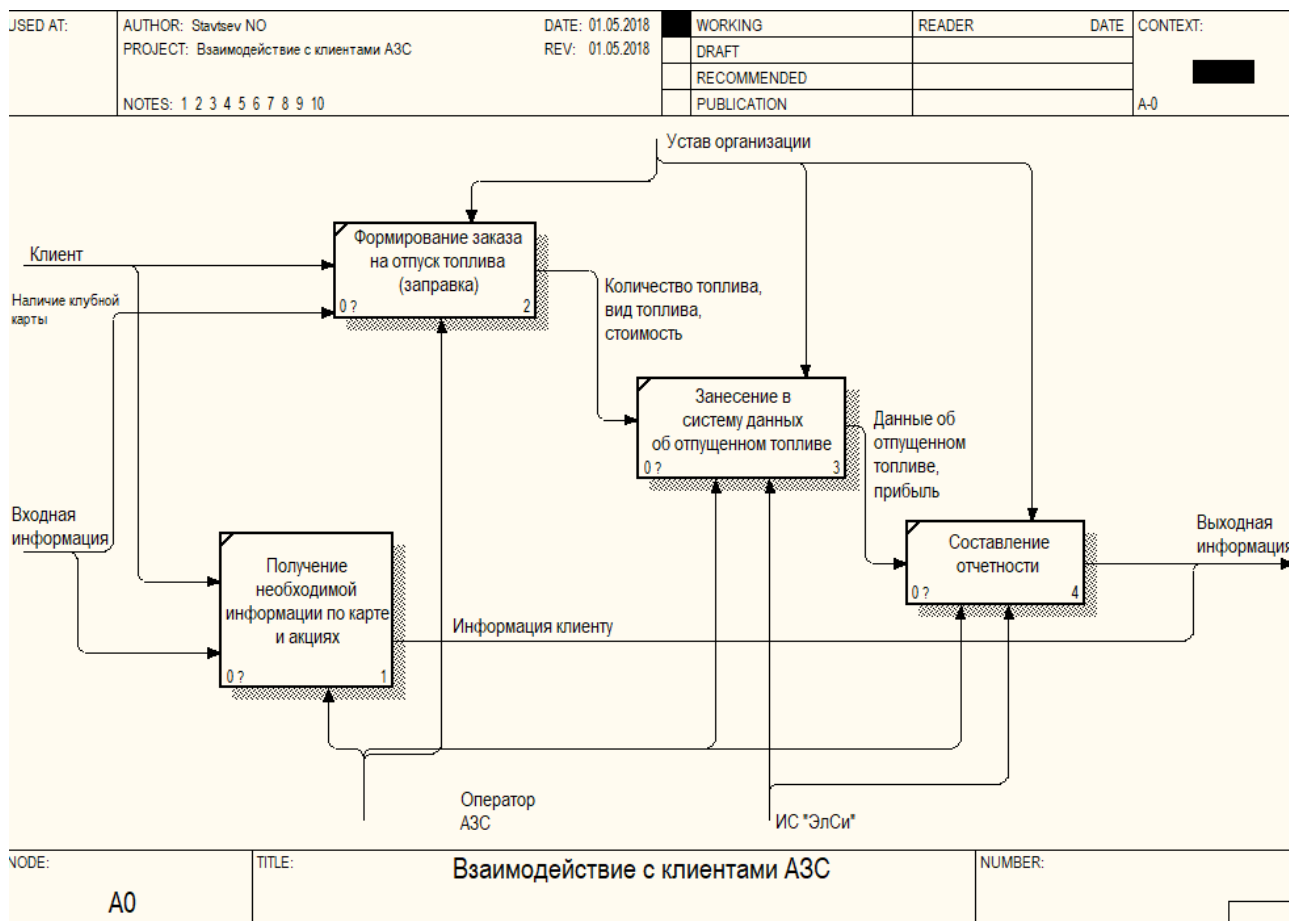 USED AT:
AUTHOR: Stavtsev NO
DATE: 01.05.2018
PROJECT: Взаимодействие с клиентами АЗС
REV: 01.05.2018
NOTES: 1 2 3 4 5 6 7 8 9 10
WORKING
DRAFT
RECOMMENDED
PUBLICATION
READER
DATE
CONTEXT:
A-0
Устав организации
Клиент
Наличие клубной
карты
Формирование заказа
на отпуск топлива
(заправка)
0 ?
2
Количество топлива,
вид топлива,
стоимость
Занесение в
систему данных
об отпущенном топливе
0 ?
3
Данные об
отпущенном
топливе,
прибыль
Входная
информация
Получение
необходимой
информации по карте
и акциях
0 ?
1
Информация клиенту
Составление
отчетности
0 ?
4
Выходная
информация
Оператор
АЗС
ИС "ЭлСи"
NODE:
A0
TITLE:
Взаимодействие с клиентами АЗС
NUMBER: